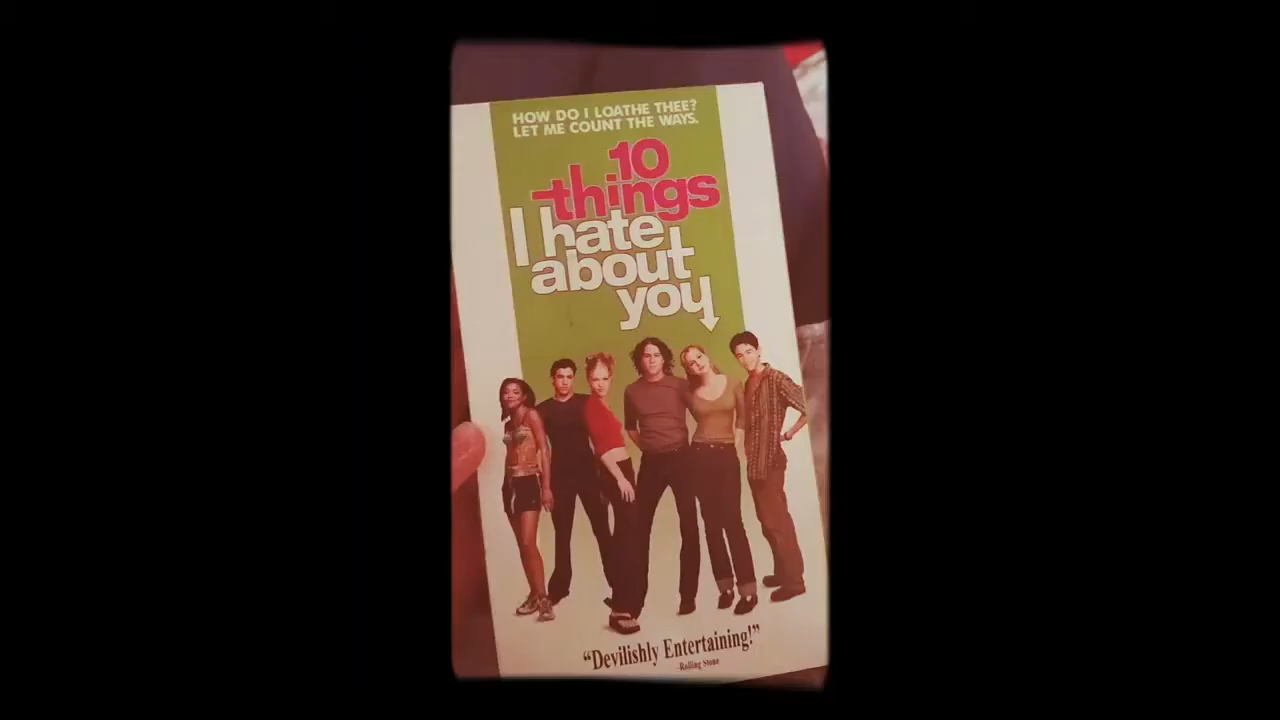 HOW DO I LOATHE THEE?
LET ME COUNT THE WAYS.
10
things
I hate
about
you
“Devilishly Entertaining!”
-Rolling Stone